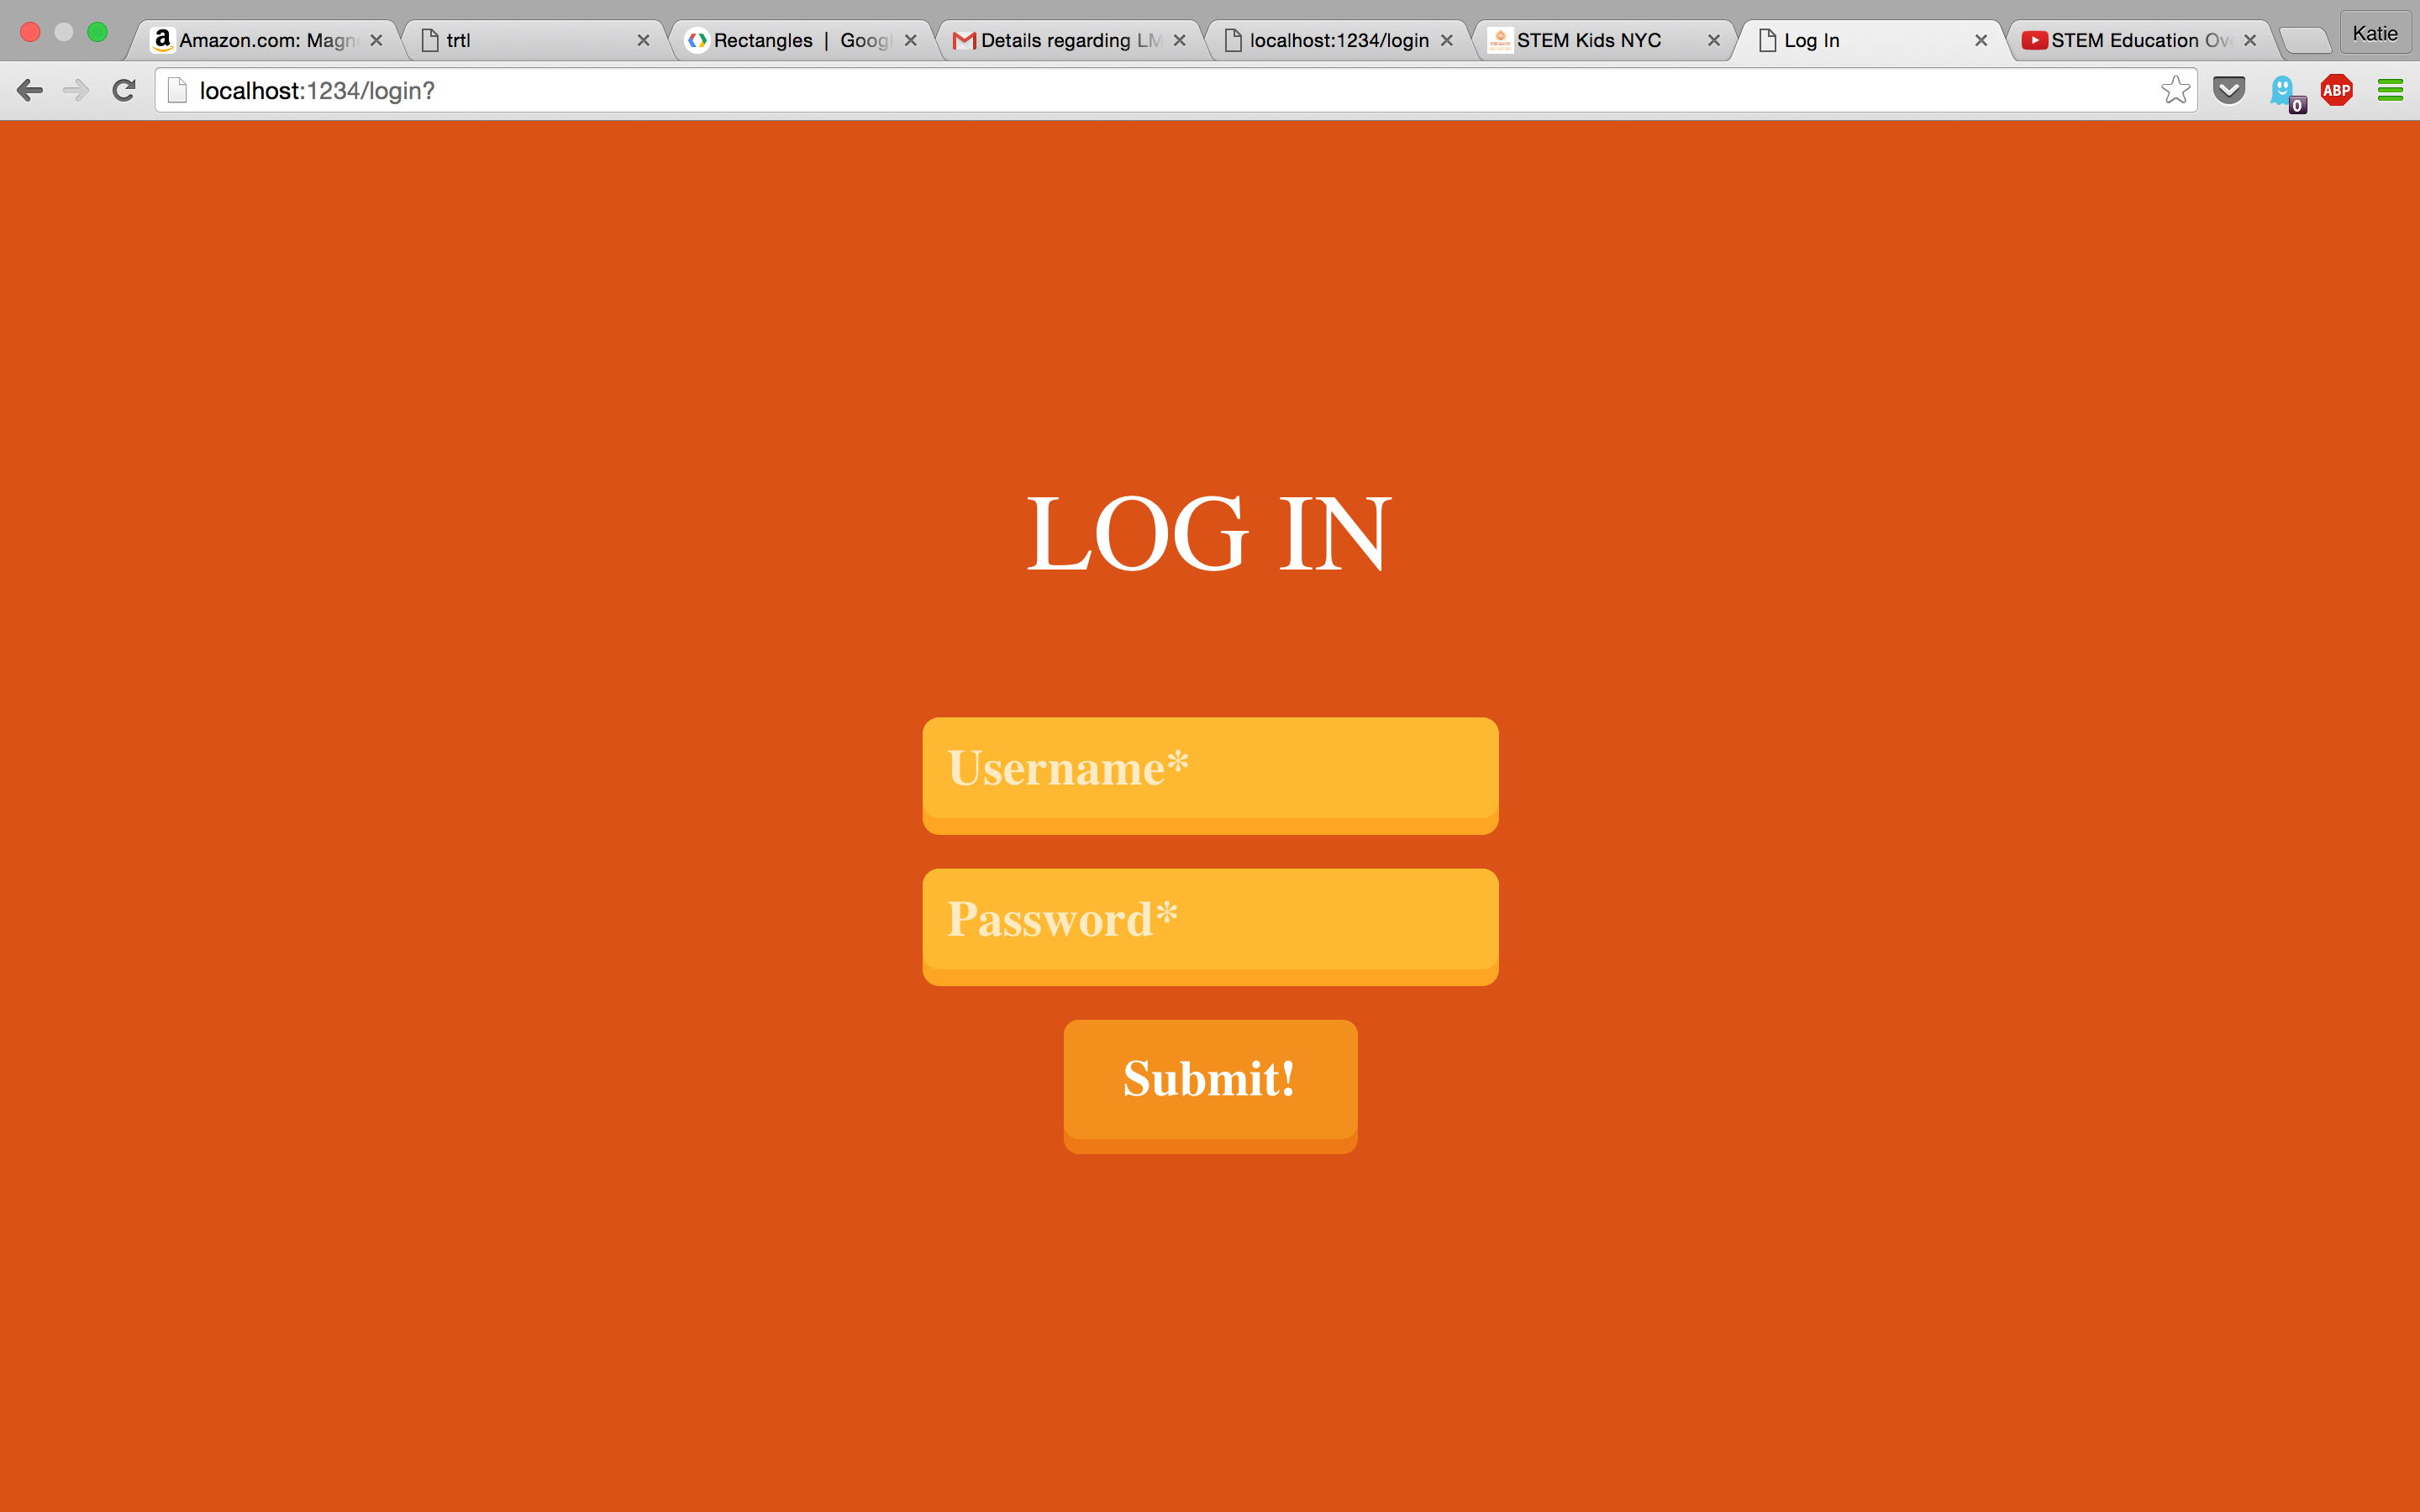 Amazon.com: Magn
trtl
Rectangles | Goog
Details regarding LM
localhost:1234/login
STEM Kids NYC
Log In
STEM Education Ov
Katie
localhost:1234/login?
0
ABP
LOG IN
Username*
Password*
Submit!